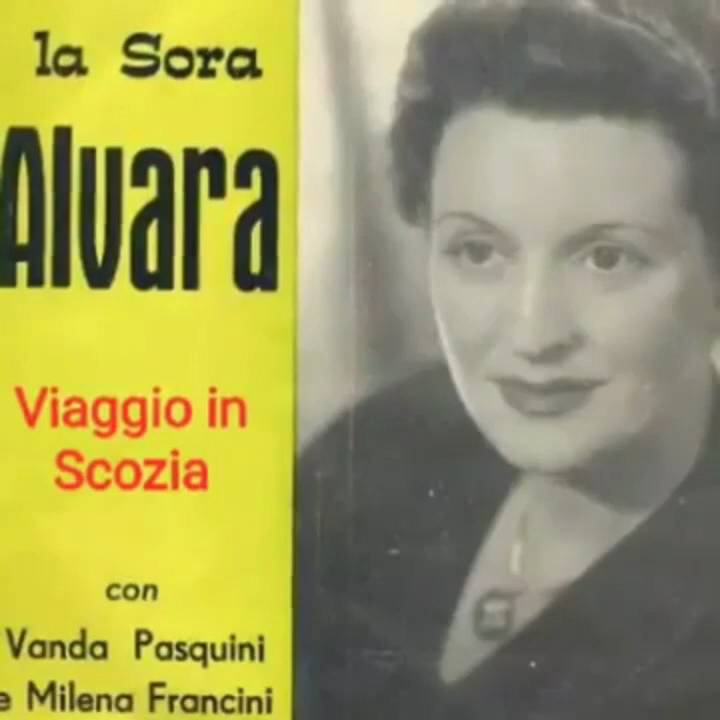 la Sora
Alvara
Viaggio in
Scozia
con
Vanda Pasquini
e Milena Francini